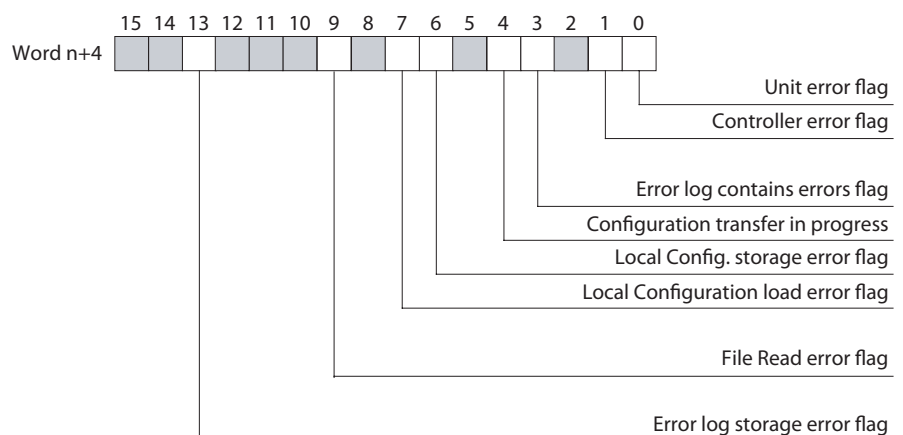 15 14 13 12 11 10 9 8 7 6 5 4 3 2 1 0
Word n+4
Unit error flag
Controller error flag
Error log contains errors flag
Configuration transfer in progress
Local Config. storage error flag
Local Configuration load error flag
File Read error flag
Error log storage error flag